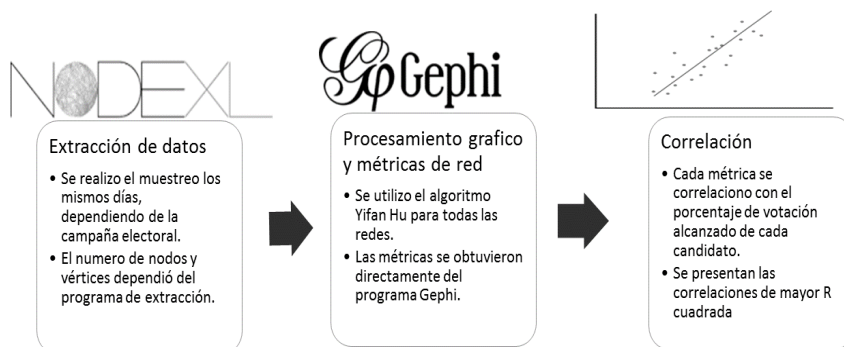 NODEXL
Extracción de datos
• Se realizo el muestreo los
mismos días,
dependiendo de la
campaña electoral.
• El numero de nodos y
vértices dependió del
programa de extracción.
Gephi
Procesamiento grafico
y métricas de red
• Se utilizo el algoritmo
Yifan Hu para todas las
redes.
• Las métricas se obtuvieron
directamente del
programa Gephi.
Correlación
• Cada métrica se
correlaciono con el
porcentaje de votación
alcanzado de cada
candidato.
• Se presentan las
correlaciones de mayor R
cuadrada